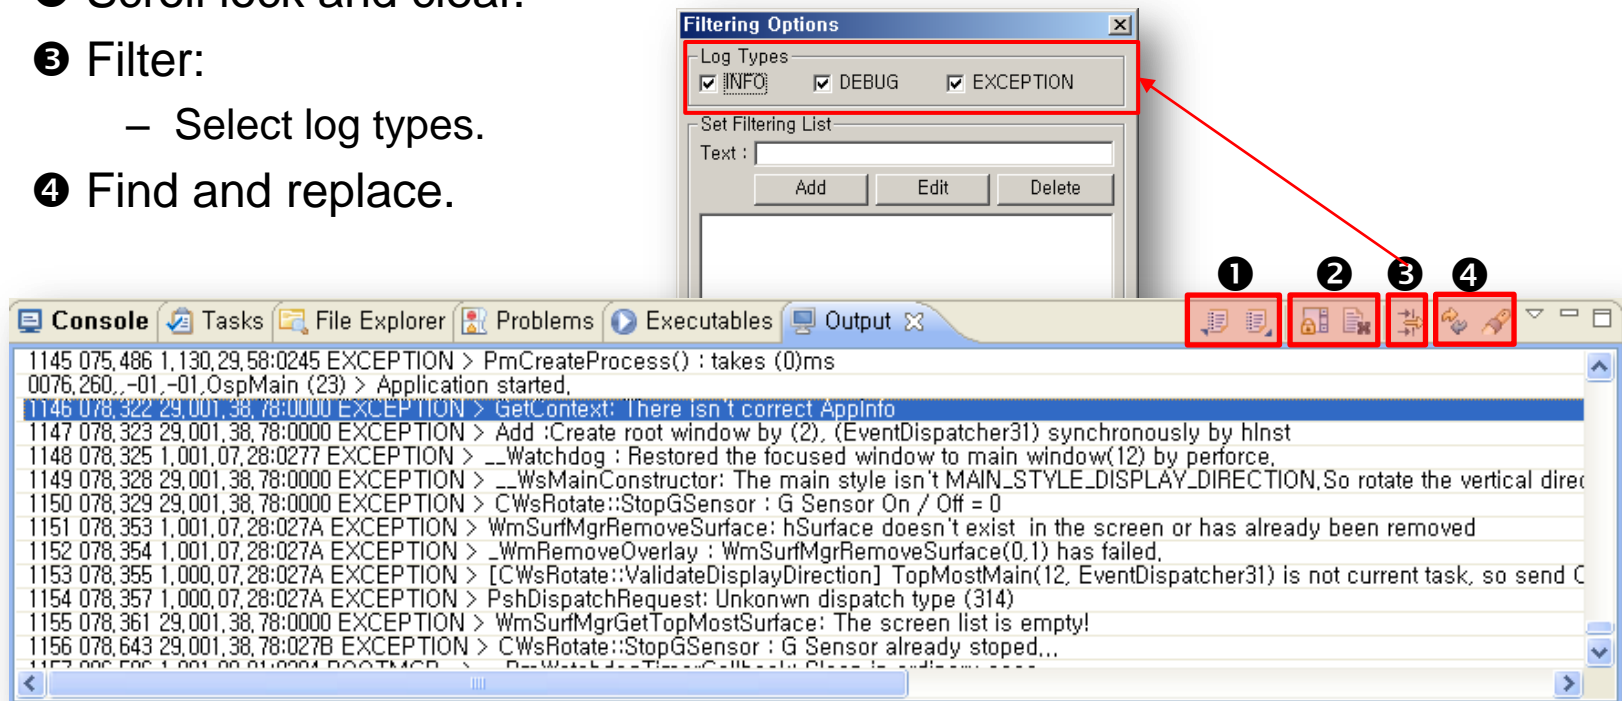 ❷ Scroll lock and clear.
❸ Filter:
– Select log types.
❹ Find and replace.
Filtering Options
Log Types
INFO DEBUG EXCEPTION
Set Filtering List
Text :
Add Edit Delete
❶ ❷ ❸ ❹
Console Tasks File Explorer Problems Executables Output
1145 075,486 1,130,29,58:0245 EXCEPTION > PmCreateProcess() : takes (0)ms
0076,260,,-01,-01,OspMain (23) > Application started,
1146 078,322 29,001,38,78:0000 EXCEPTION > GetContext: There isn't correct AppInfo
1147 078,323 29,001,38,78:0000 EXCEPTION > Add :Create root window by (2), (EventDispatcher31) synchronously by hInst
1148 078,325 1,001,07,28:0277 EXCEPTION > __Watchdog : Restored the focused window to main window(12) by perforce,
1149 078,328 29,001,38,78:0000 EXCEPTION > __WsMainConstructor: The main style isn't MAIN_STYLE_DISPLAY_DIRECTION,So rotate the vertical direc
1150 078,329 29,001,38,78:0000 EXCEPTION > CWsRotate::StopGSensor : G Sensor On / Off = 0
1151 078,353 1,001,07,28:027A EXCEPTION > WmSurfMgrRemoveSurface: hSurface doesn't exist in the screen or has already been removed
1152 078,354 1,001,07,28:027A EXCEPTION > _WmRemoveOverlay : WmSurfMgrRemoveSurface(0,1) has failed,
1153 078,355 1,000,07,28:027A EXCEPTION > [CWsRotate::ValidateDisplayDirection] TopMostMain(12, EventDispatcher31) is not current task, so send C
1154 078,357 1,000,07,28:027A EXCEPTION > PshDispatchRequest: Unkonwn dispatch type (314)
1155 078,361 29,001,38,78:0000 EXCEPTION > WmSurfMgrGetTopMostSurface: The screen list is empty!
1156 078,643 29,001,38,78:027B EXCEPTION > CWsRotate::StopGSensor : G Sensor already stoped...